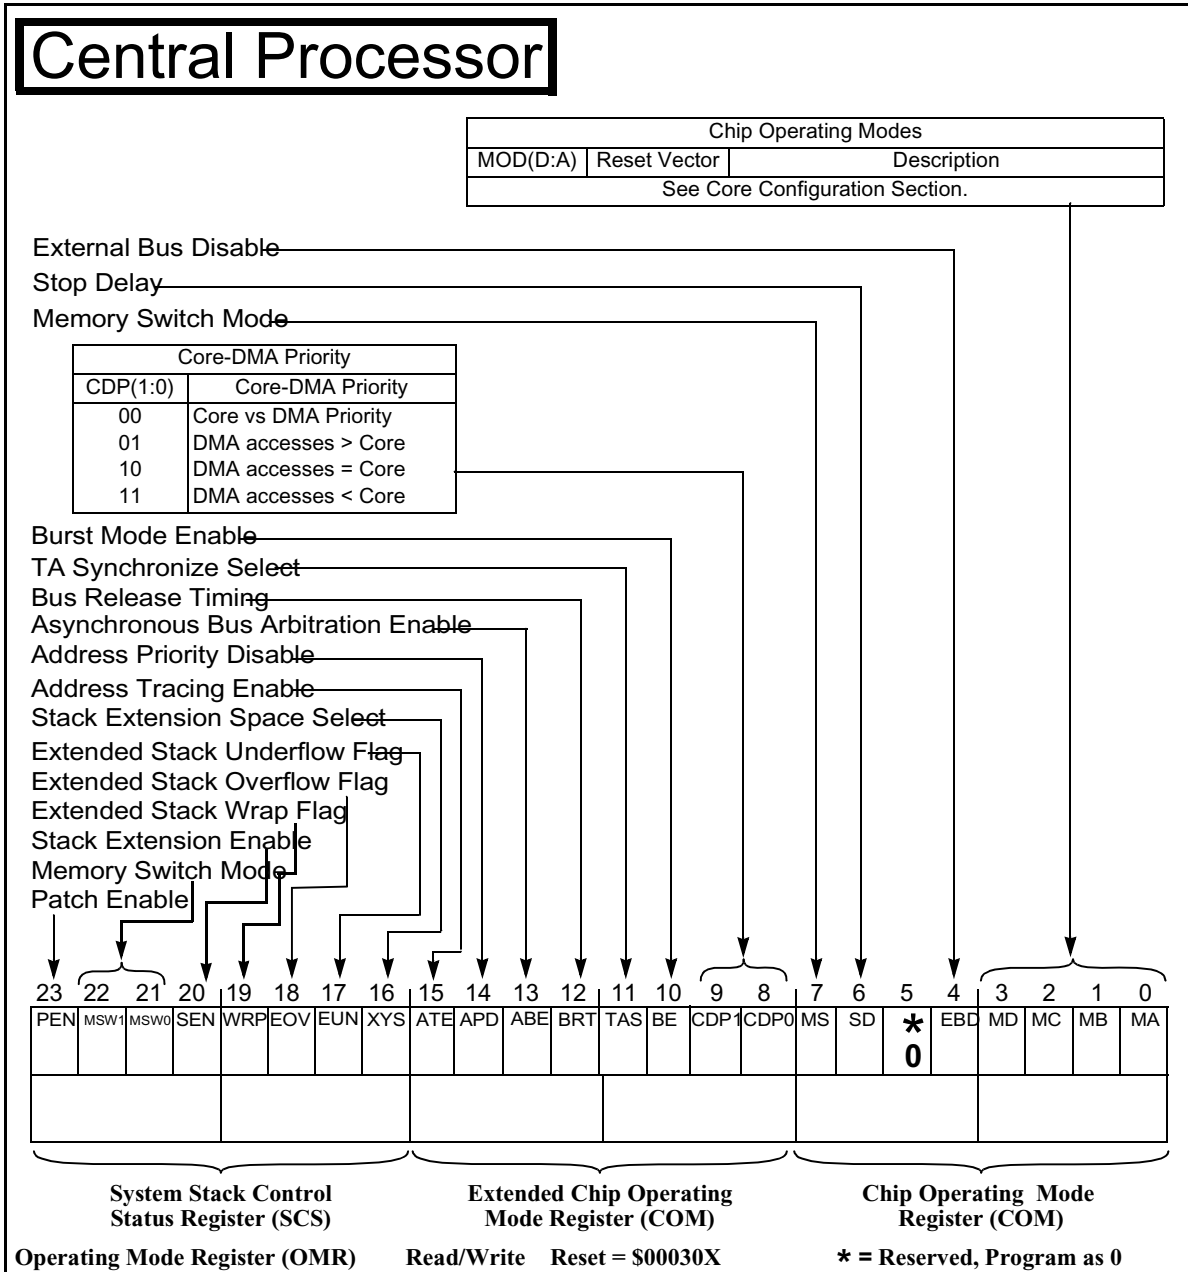 Central Processor
Chip Operating Modes
MOD(D:A) Reset Vector Description
See Core Configuration Section.
External Bus Disable
Stop Delay
Memory Switch Mode
Core-DMA Priority
CDP(1:0) Core-DMA Priority
00 Core vs DMA Priority
01 DMA accesses > Core
10 DMA accesses = Core
11 DMA accesses < Core
Burst Mode Enable
TA Synchronize Select
Bus Release Timing
Asynchronous Bus Arbitration Enable
Address Priority Disable
Address Tracing Enable
Stack Extension Space Select
Extended Stack Underflow Flag
Extended Stack Overflow Flag
Extended Stack Wrap Flag
Stack Extension Enable
Memory Switch Mode
Patch Enable
23 22 21 20 19 18 17 16 15 14 13 12 11 10 9 8 7 6 5 4 3 2 1 0
PEN MSW1 MSW0 SEN WRP EOV EUN XYS ATE APD ABE BRT TAS BE CDP1 CDP0 MS SD * EBD MD MC MB MA
0
System Stack Control Extended Chip Operating Chip Operating Mode
Status Register (SCS) Mode Register (COM) Register (COM)
Operating Mode Register (OMR) Read/Write Reset = $00030X * = Reserved, Program as 0